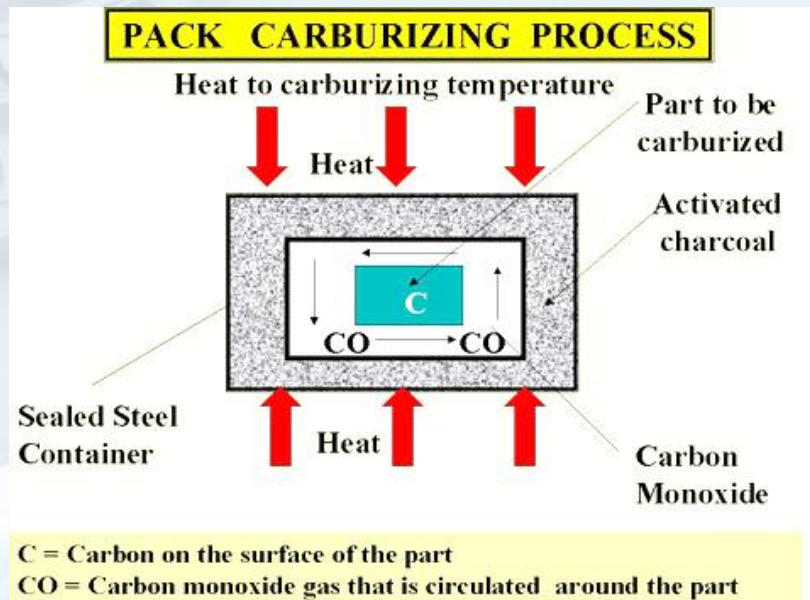 PACK CARBURIZING PROCESS
Heat to carburizing temperature
Part to be
carburized
Heat
Activated
charcoal
C
CO
CO
Sealed Steel
Container
Heat
Carbon
Monoxide
C = Carbon on the surface of the part
CO = Carbon monoxide gas that is circulated around the part